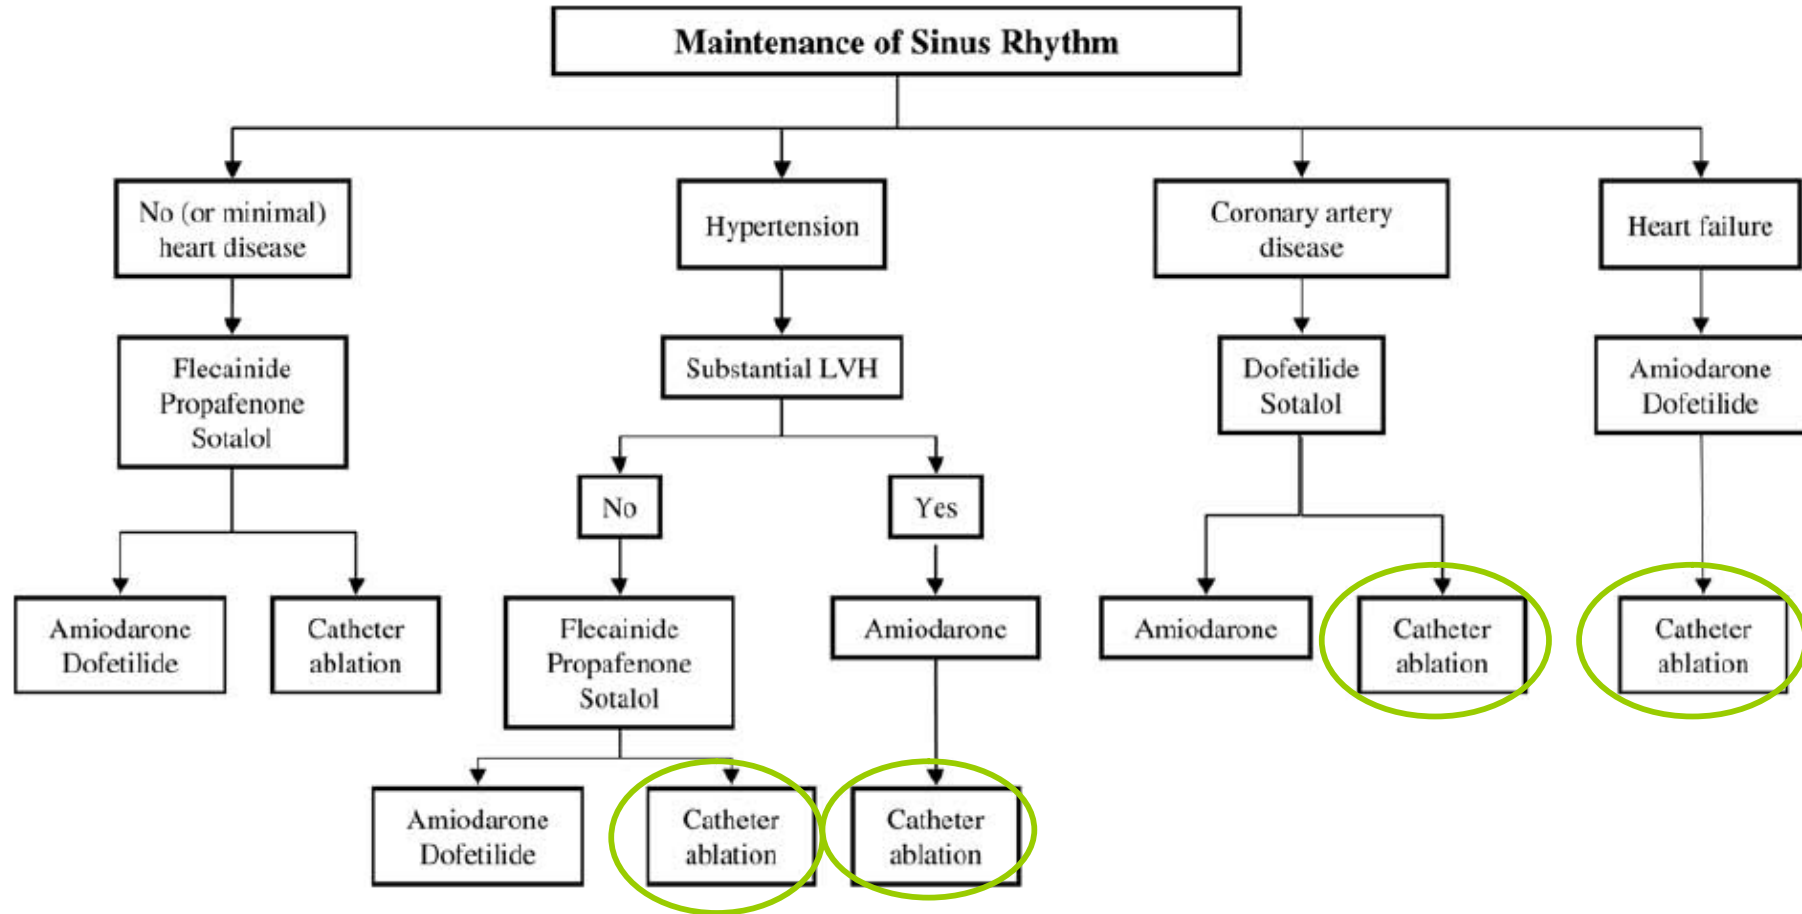 Maintenance of Sinus Rhythm
No (or minimal)
heart disease
Hypertension
Coronary artery
disease
Heart failure
Flecainide
Propafenone
Sotalol
Substantial LVH
Dofetilide
Sotalol
Amiodarone
Dofetilide
No
Yes
Amiodarone
Dofetilide
Catheter
ablation
Flecainide
Propafenone
Sotalol
Amiodarone
Amiodarone
Catheter
ablation
Catheter
ablation
Amiodarone
Dofetilide
Catheter
ablation
Catheter
ablation